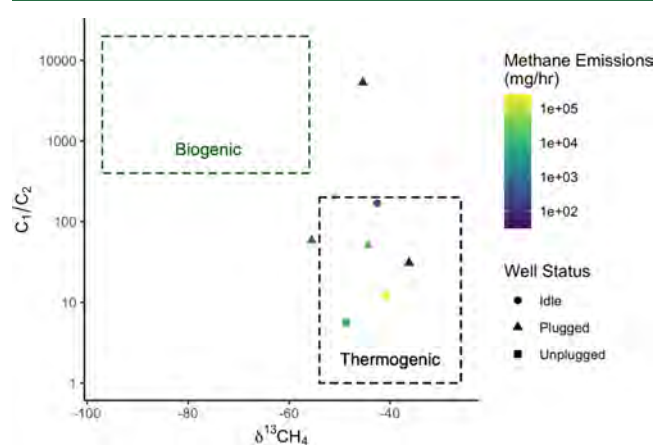 10000
1000
100
10
1
C₁/C₂
Biogenic
Thermogenic
-100
-80
-60
-40
δ¹³CH₄
Methane Emissions
(mg/hr)
1e+05
1e+04
1e+03
1e+02
Well Status
Idle
Plugged
Unplugged